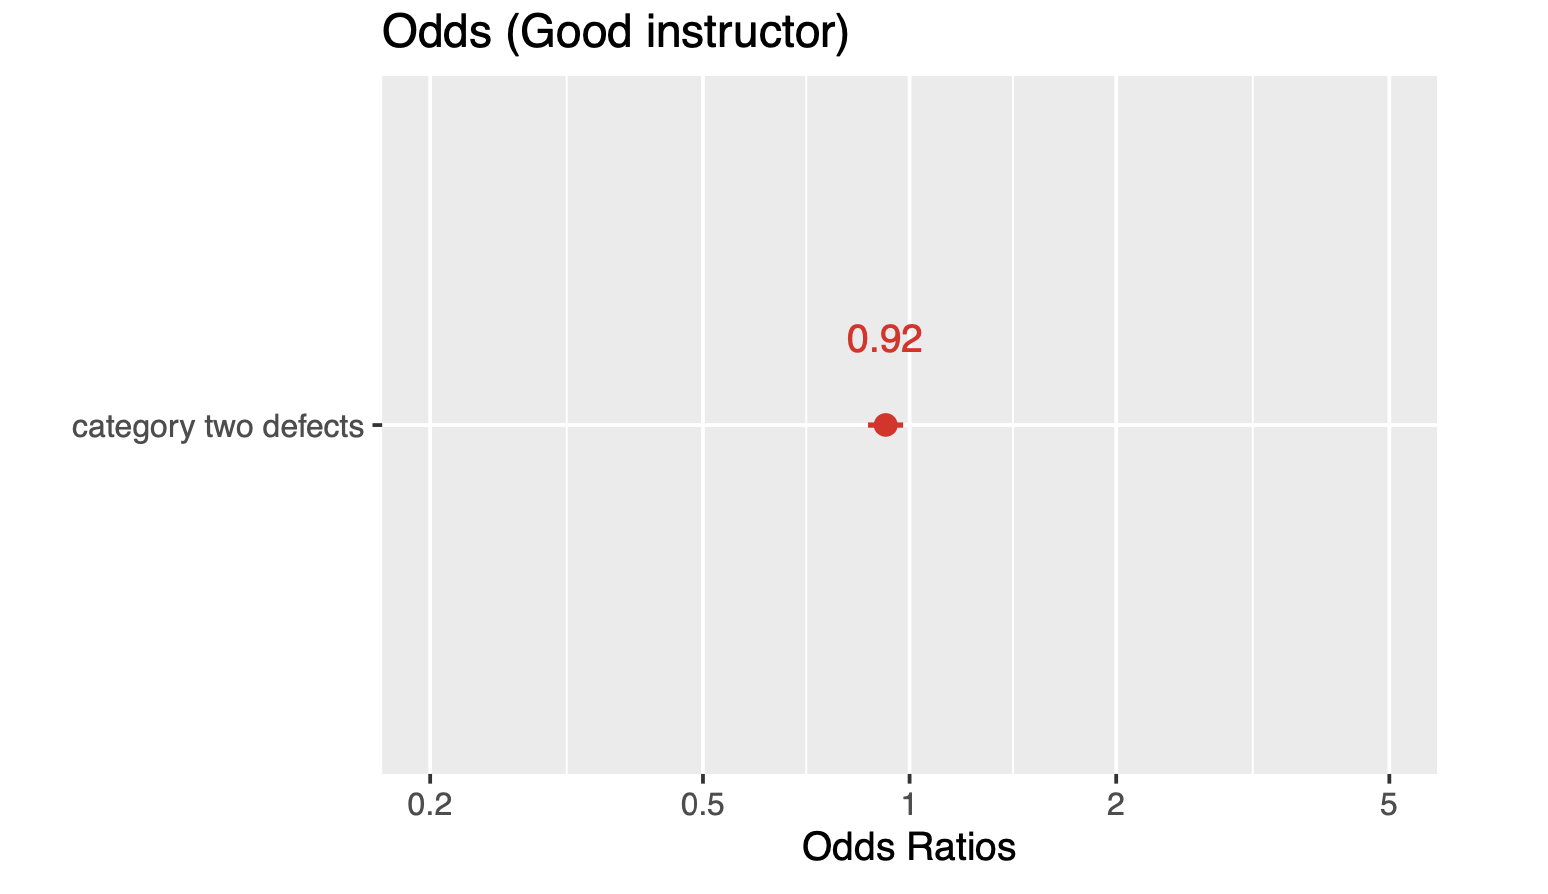 Odds (Good instructor)
0.92
category two defects
0.2
0.5
1
2
5
Odds Ratios